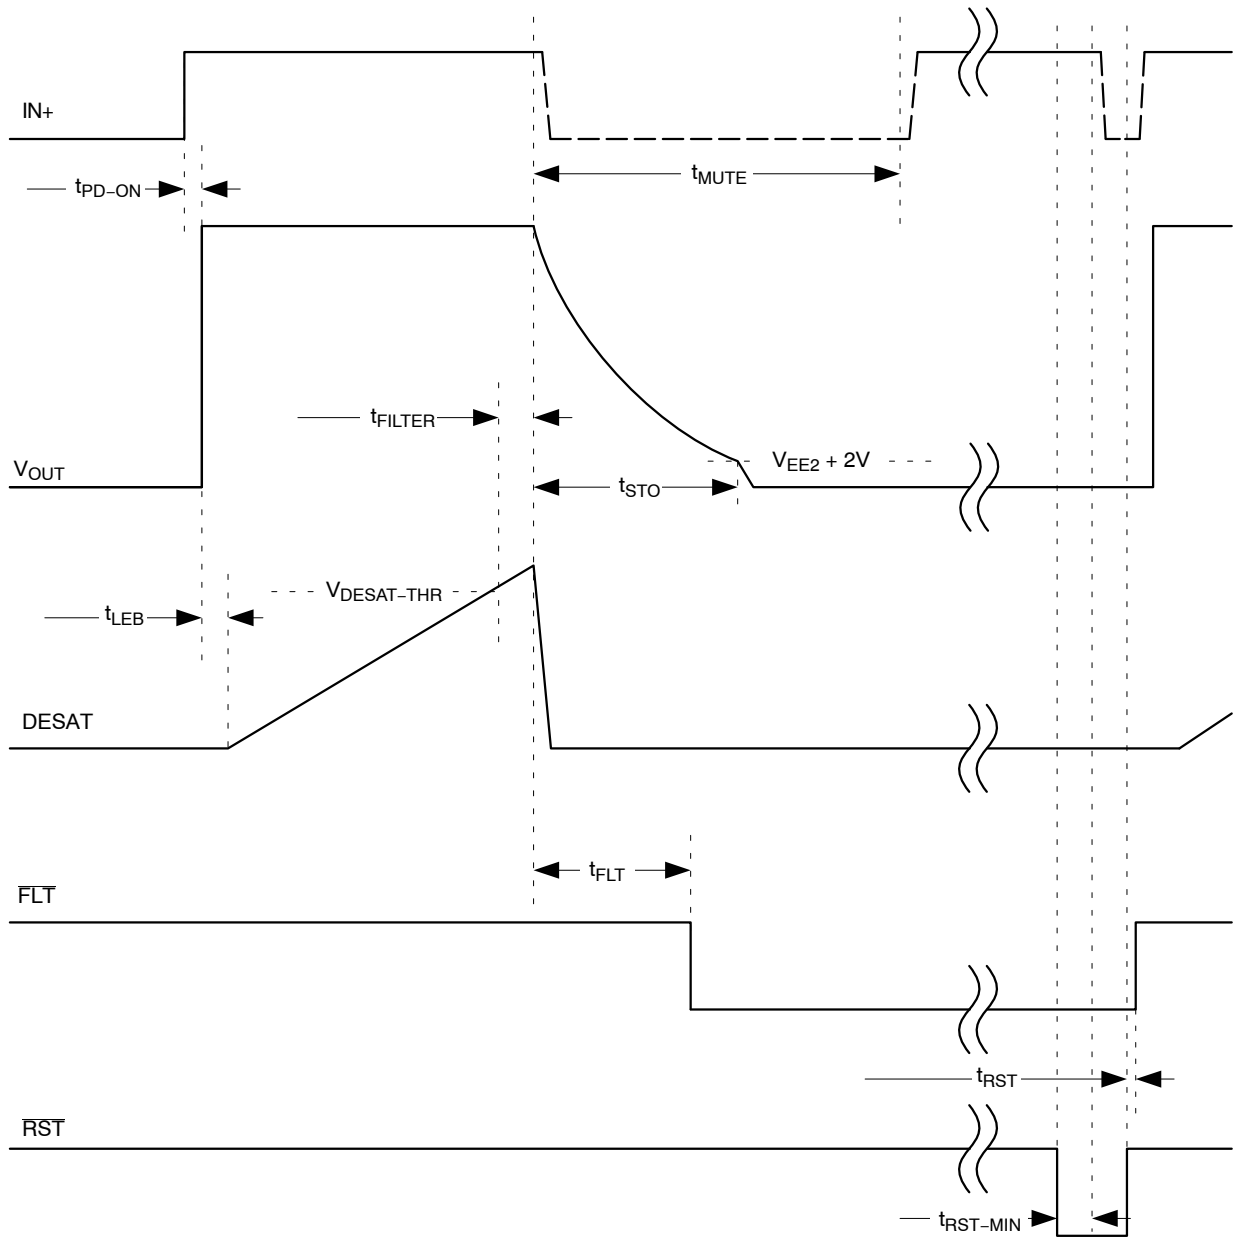 IN+
tPD−ON
tMUTE
tFILTER
VOUT
VEE2 + 2V
tSTO
VDESAT−THR
tLEB
DESAT
tFLT
FLT
tRST
RST
tRST−MIN